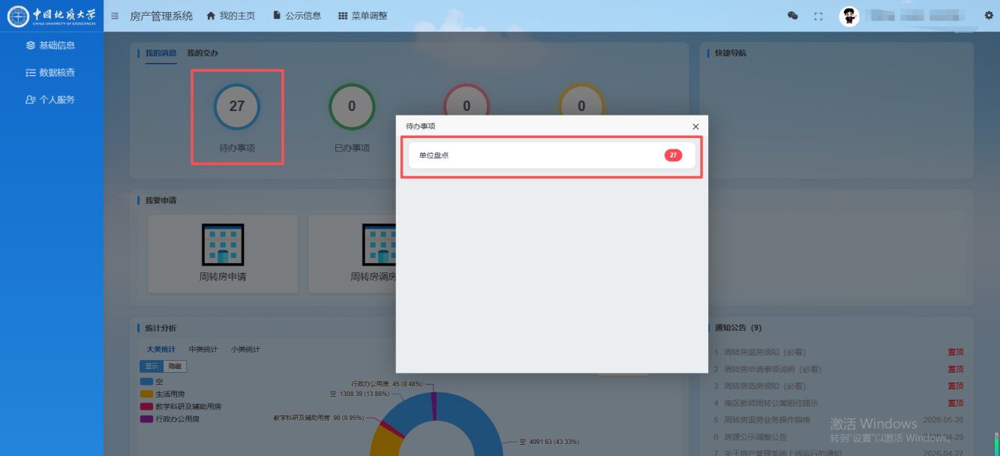 中国地质大学
CHINA UNIVERSITY OF GEOSCIENCES
房产管理系统 我的主页 公示信息 菜单调整
基础信息
数据核查
个人服务
我的消息 我的交办
27 0 0 0
待办事项 已办事项
快捷导航
待办事项
单位盘点 27
我要申请
周转房申请
周转房调房
统计分析
大类统计 中类统计 小类统计
显示 隐藏
空
生活用房
教学科研及辅助用房
行政办公用房
行政办公用房: 45 (0.48%)
空: 1308.39 (13.86%)
教学科研及辅助用房: 90 (0.95%)
空: 4091.63 (43.33%)
通知公告（9）
1 周转房退房须知（必看） 置顶
2 周转房申请事项说明（必看） 置顶
3 周转房选房须知（必看） 置顶
4 南区教师周转公寓租住提示 置顶
5 周转房退房业务操作指南 2026-05-26
6 房源公示调整公告 2026-04-29
7 关于房产管理系统上线运行的通知 2026-04-27
激活 Windows
转到"设置"以激活 Windows。